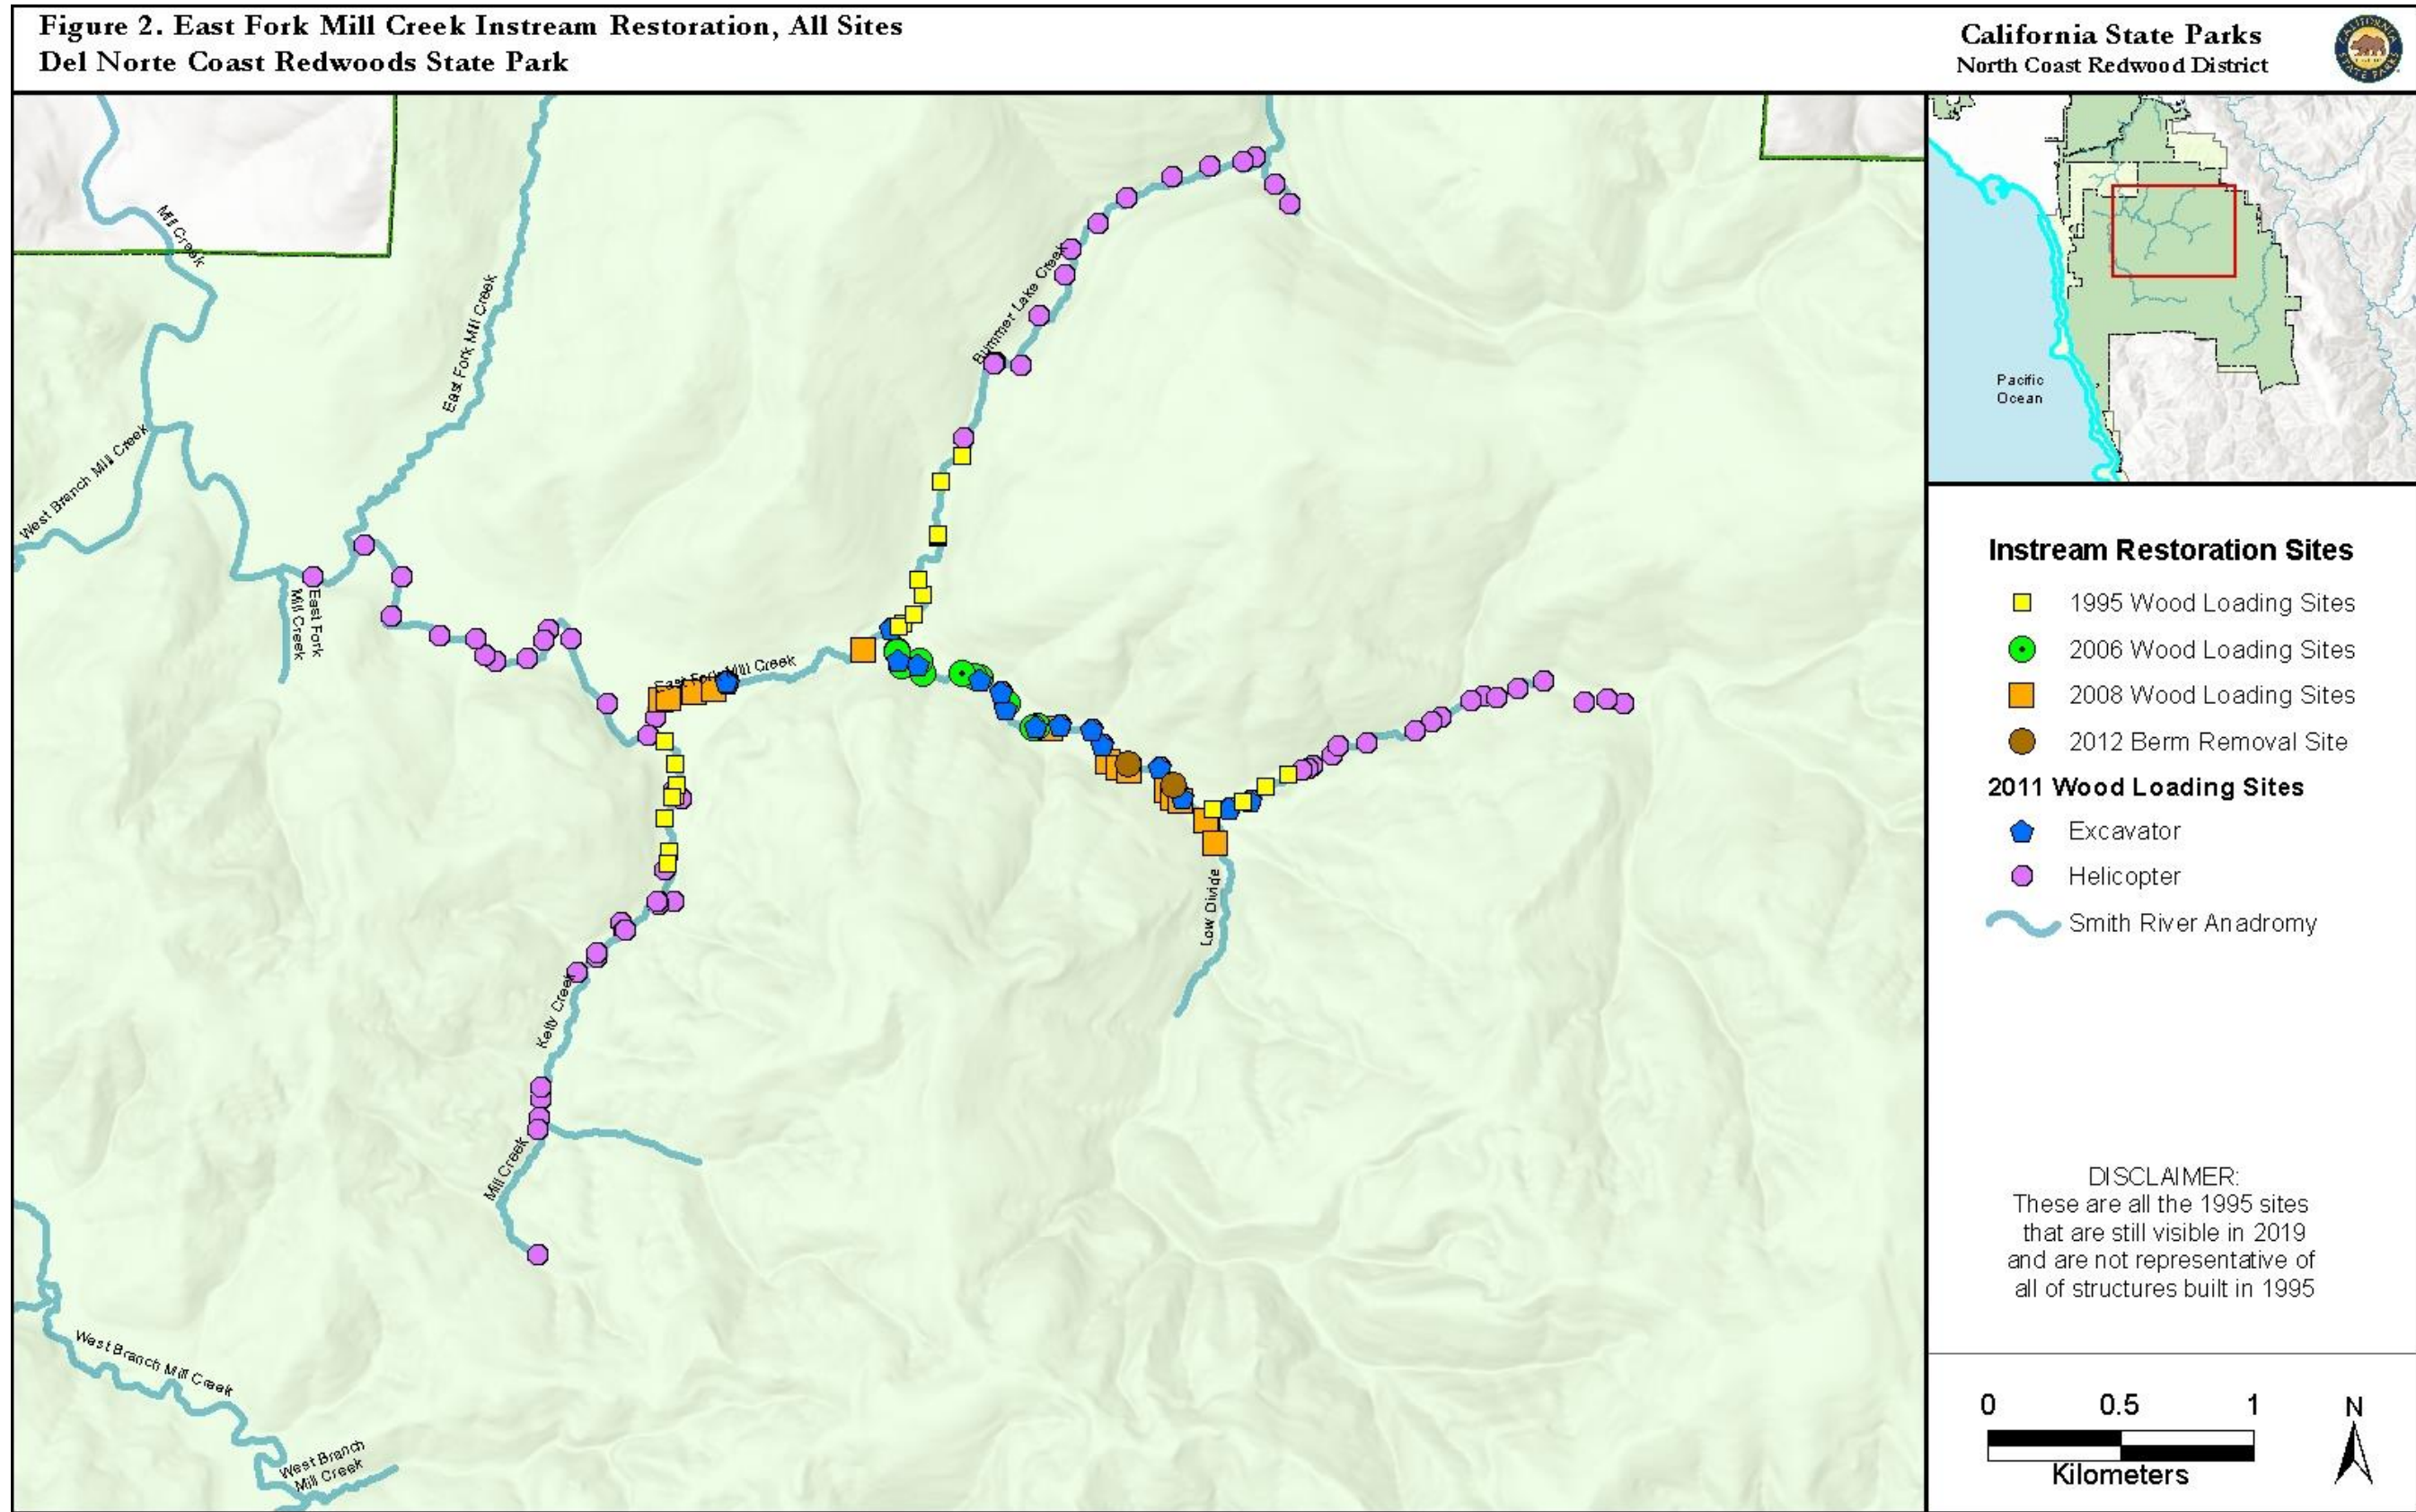 Figure 2. East Fork Mill Creek Instream Restoration, All Sites
Del Norte Coast Redwoods State Park
California State Parks
North Coast Redwood District
CALIFORNIA
STATE PARKS
Mill Creek
East Fork Mill Creek
West Branch Mill Creek
East Fork
Mill Creek
Bummer Lake Creek
East Fork Mill Creek
Low Divide
Kelly Creek
Mill Creek
West Branch Mill Creek
West Branch
Mill Creek
Pacific
Ocean
Instream Restoration Sites
1995 Wood Loading Sites
2006 Wood Loading Sites
2008 Wood Loading Sites
2012 Berm Removal Site
2011 Wood Loading Sites
Excavator
Helicopter
Smith River Anadromy
DISCLAIMER:
These are all the 1995 sites
that are still visible in 2019
and are not representative of
all of structures built in 1995
0 0.5 1
Kilometers
N